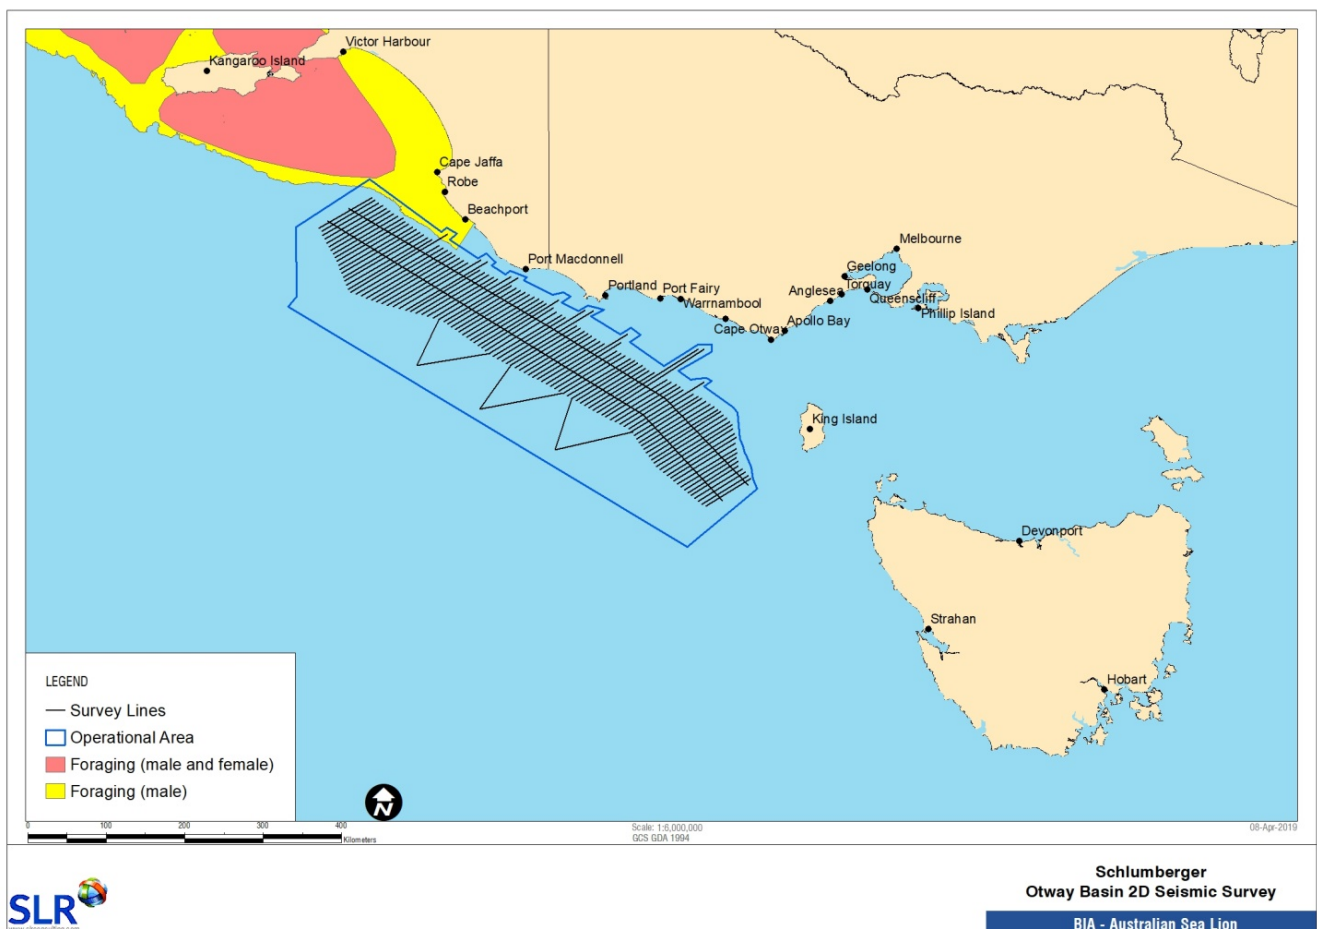 Victor Harbour
Kangaroo Island
Cape Jaffa
Robe
Beachport
Port Macdonnell
Portland
Port Fairy
Warrnambool
Cape Otway
Apollo Bay
Anglesea
Torquay
Geelong
Melbourne
Queenscliff
Phillip Island
King Island
Devonport
Strahan
Hobart
LEGEND
Survey Lines
Operational Area
Foraging (male and female)
Foraging (male)
N
0 100 200 300 400
Kilometers
Scale: 1:6,000,000
GCS GDA 1994
08-Apr-2019
SLR
Schlumberger
Otway Basin 2D Seismic Survey
BIA - Australian Sea Lion